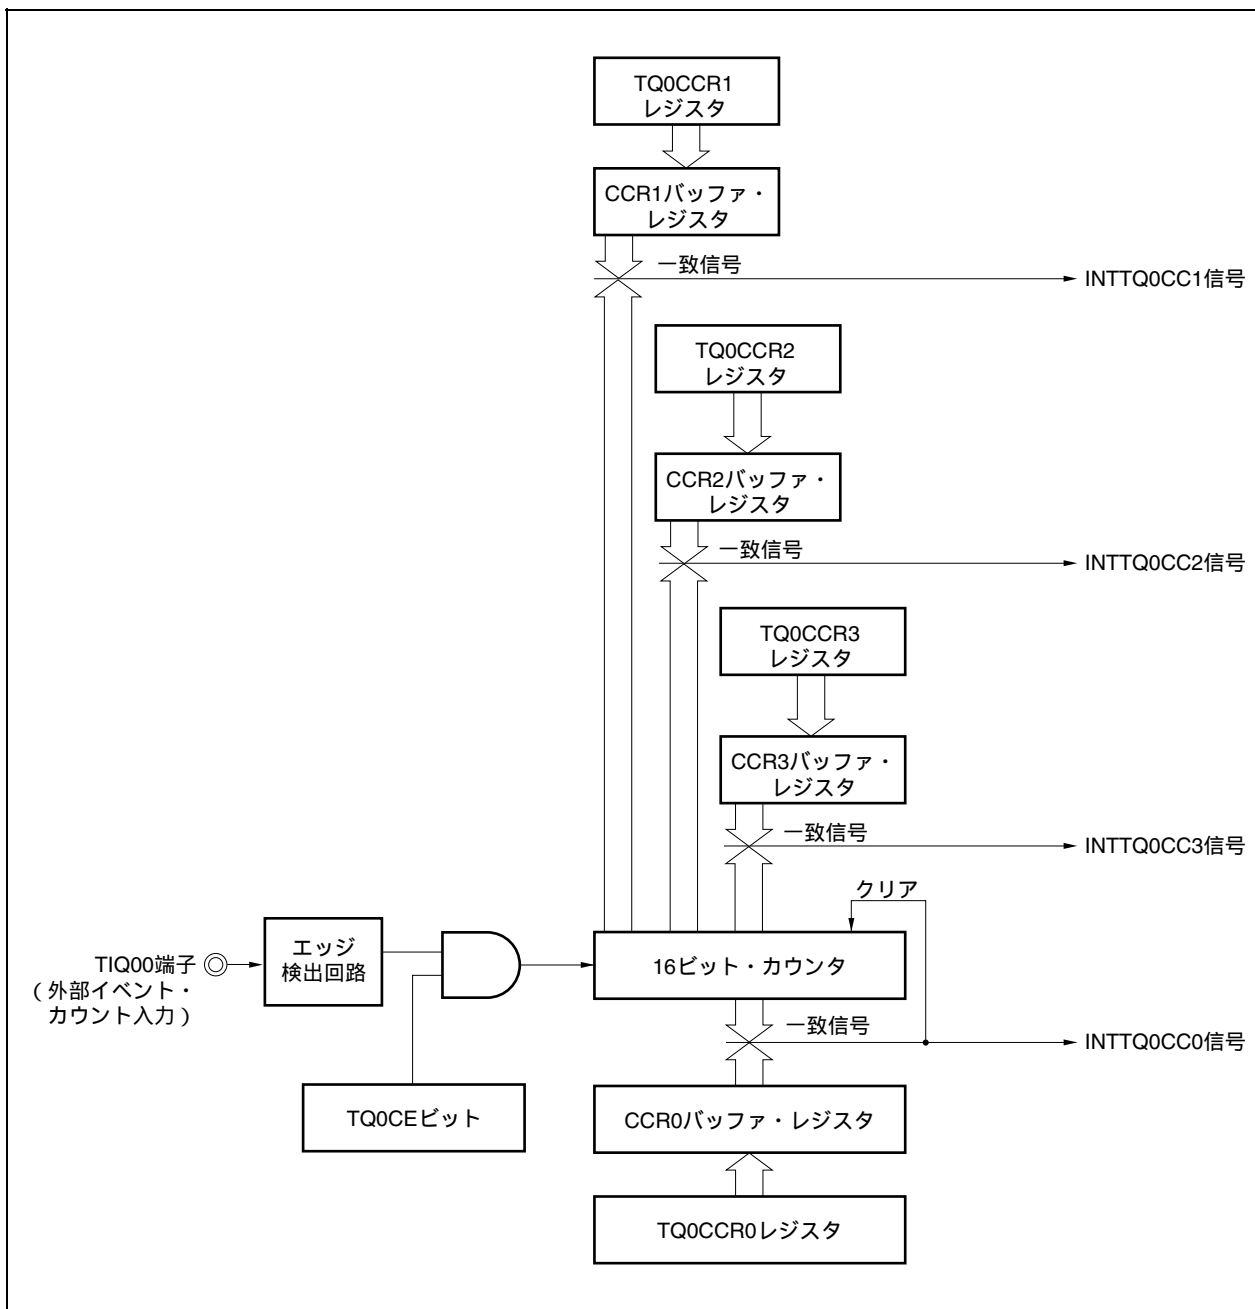 TQ0CCR1
レジスタ
CCR1バッファ・
レジスタ
一致信号
INTTQ0CC1信号
TQ0CCR2
レジスタ
CCR2バッファ・
レジスタ
一致信号
INTTQ0CC2信号
TQ0CCR3
レジスタ
CCR3バッファ・
レジスタ
一致信号
INTTQ0CC3信号
クリア
TIQ00端子
(外部イベント・
カウント入力)
エッジ
検出回路
16ビット・カウンタ
一致信号
INTTQ0CC0信号
TQ0CEビット
CCR0バッファ・レジスタ
TQ0CCR0レジスタ